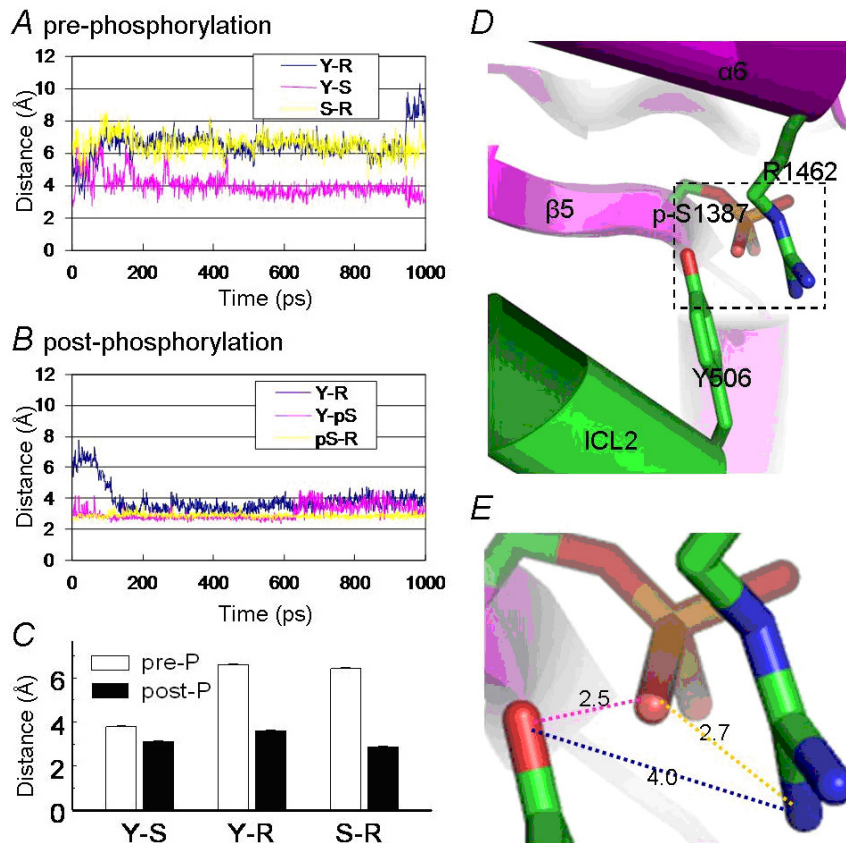 A pre-phosphorylation
12
10
8
6
4
2
0
Distance (Å)
Y-R
Y-S
S-R
0 200 400 600 800 1000
Time (ps)
B post-phosphorylation
12
10
8
6
4
2
0
Distance (Å)
Y-R
Y-pS
pS-R
0 200 400 600 800 1000
Time (ps)
C
6
4
2
0
Distance (Å)
pre-P
post-P
Y-S Y-R S-R
D
α6
R1462
β5
p-S1387
Y506
ICL2
E
2.5
2.7
4.0